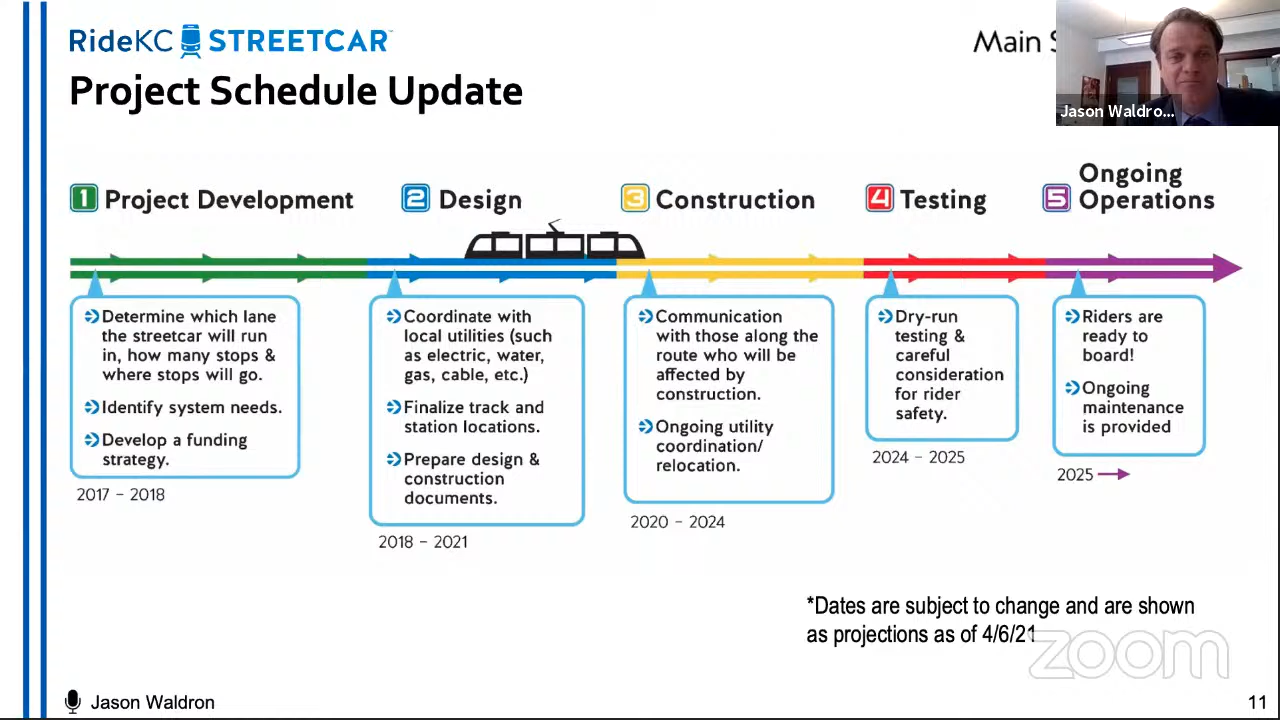 RideKC STREETCAR
Main S
Project Schedule Update
Jason Waldro...
1 Project Development
2 Design
3 Construction
4 Testing
5 Ongoing
Operations
Determine which lane
the streetcar will run
in, how many stops &
where stops will go.
Identify system needs.
Develop a funding
strategy.
2017 – 2018
Coordinate with
local utilities (such
as electric, water,
gas, cable, etc.)
Finalize track and
station locations.
Prepare design &
construction
documents.
2018 – 2021
Communication
with those along the
route who will be
affected by
construction.
Ongoing utility
coordination/
relocation.
2020 – 2024
Dry-run
testing &
careful
consideration
for rider
safety.
2024 – 2025
Riders are
ready to
board!
Ongoing
maintenance
is provided
2025
*Dates are subject to change and are shown
as projections as of 4/6/21
zoom
Jason Waldron
11